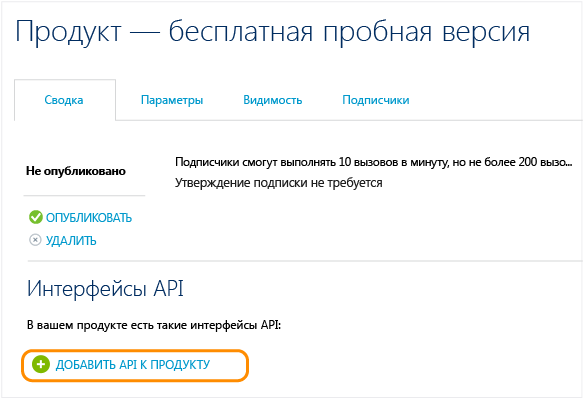 Продукт — бесплатная пробная версия
Сводка Параметры Видимость Подписчики
Не опубликовано
Подписчики смогут выполнять 10 вызовов в минуту, но не более 200 вызо...
Утверждение подписки не требуется
ОПУБЛИКОВАТЬ
УДАЛИТЬ
Интерфейсы API
В вашем продукте есть такие интерфейсы API:
ДОБАВИТЬ API К ПРОДУКТУ